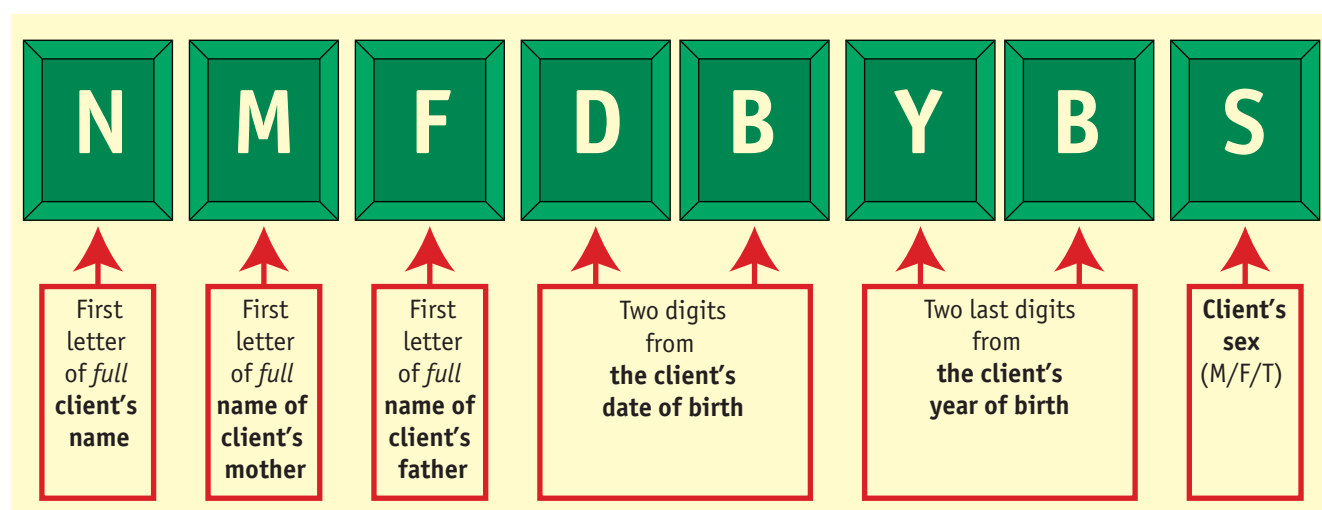 N M F D B Y B S
First
letter
of full
client's
name
First
letter
of full
name of
client's
mother
First
letter
of full
name of
client's
father
Two digits
from
the client's
date of birth
Two last digits
from
the client's
year of birth
Client's
sex
(M/F/T)